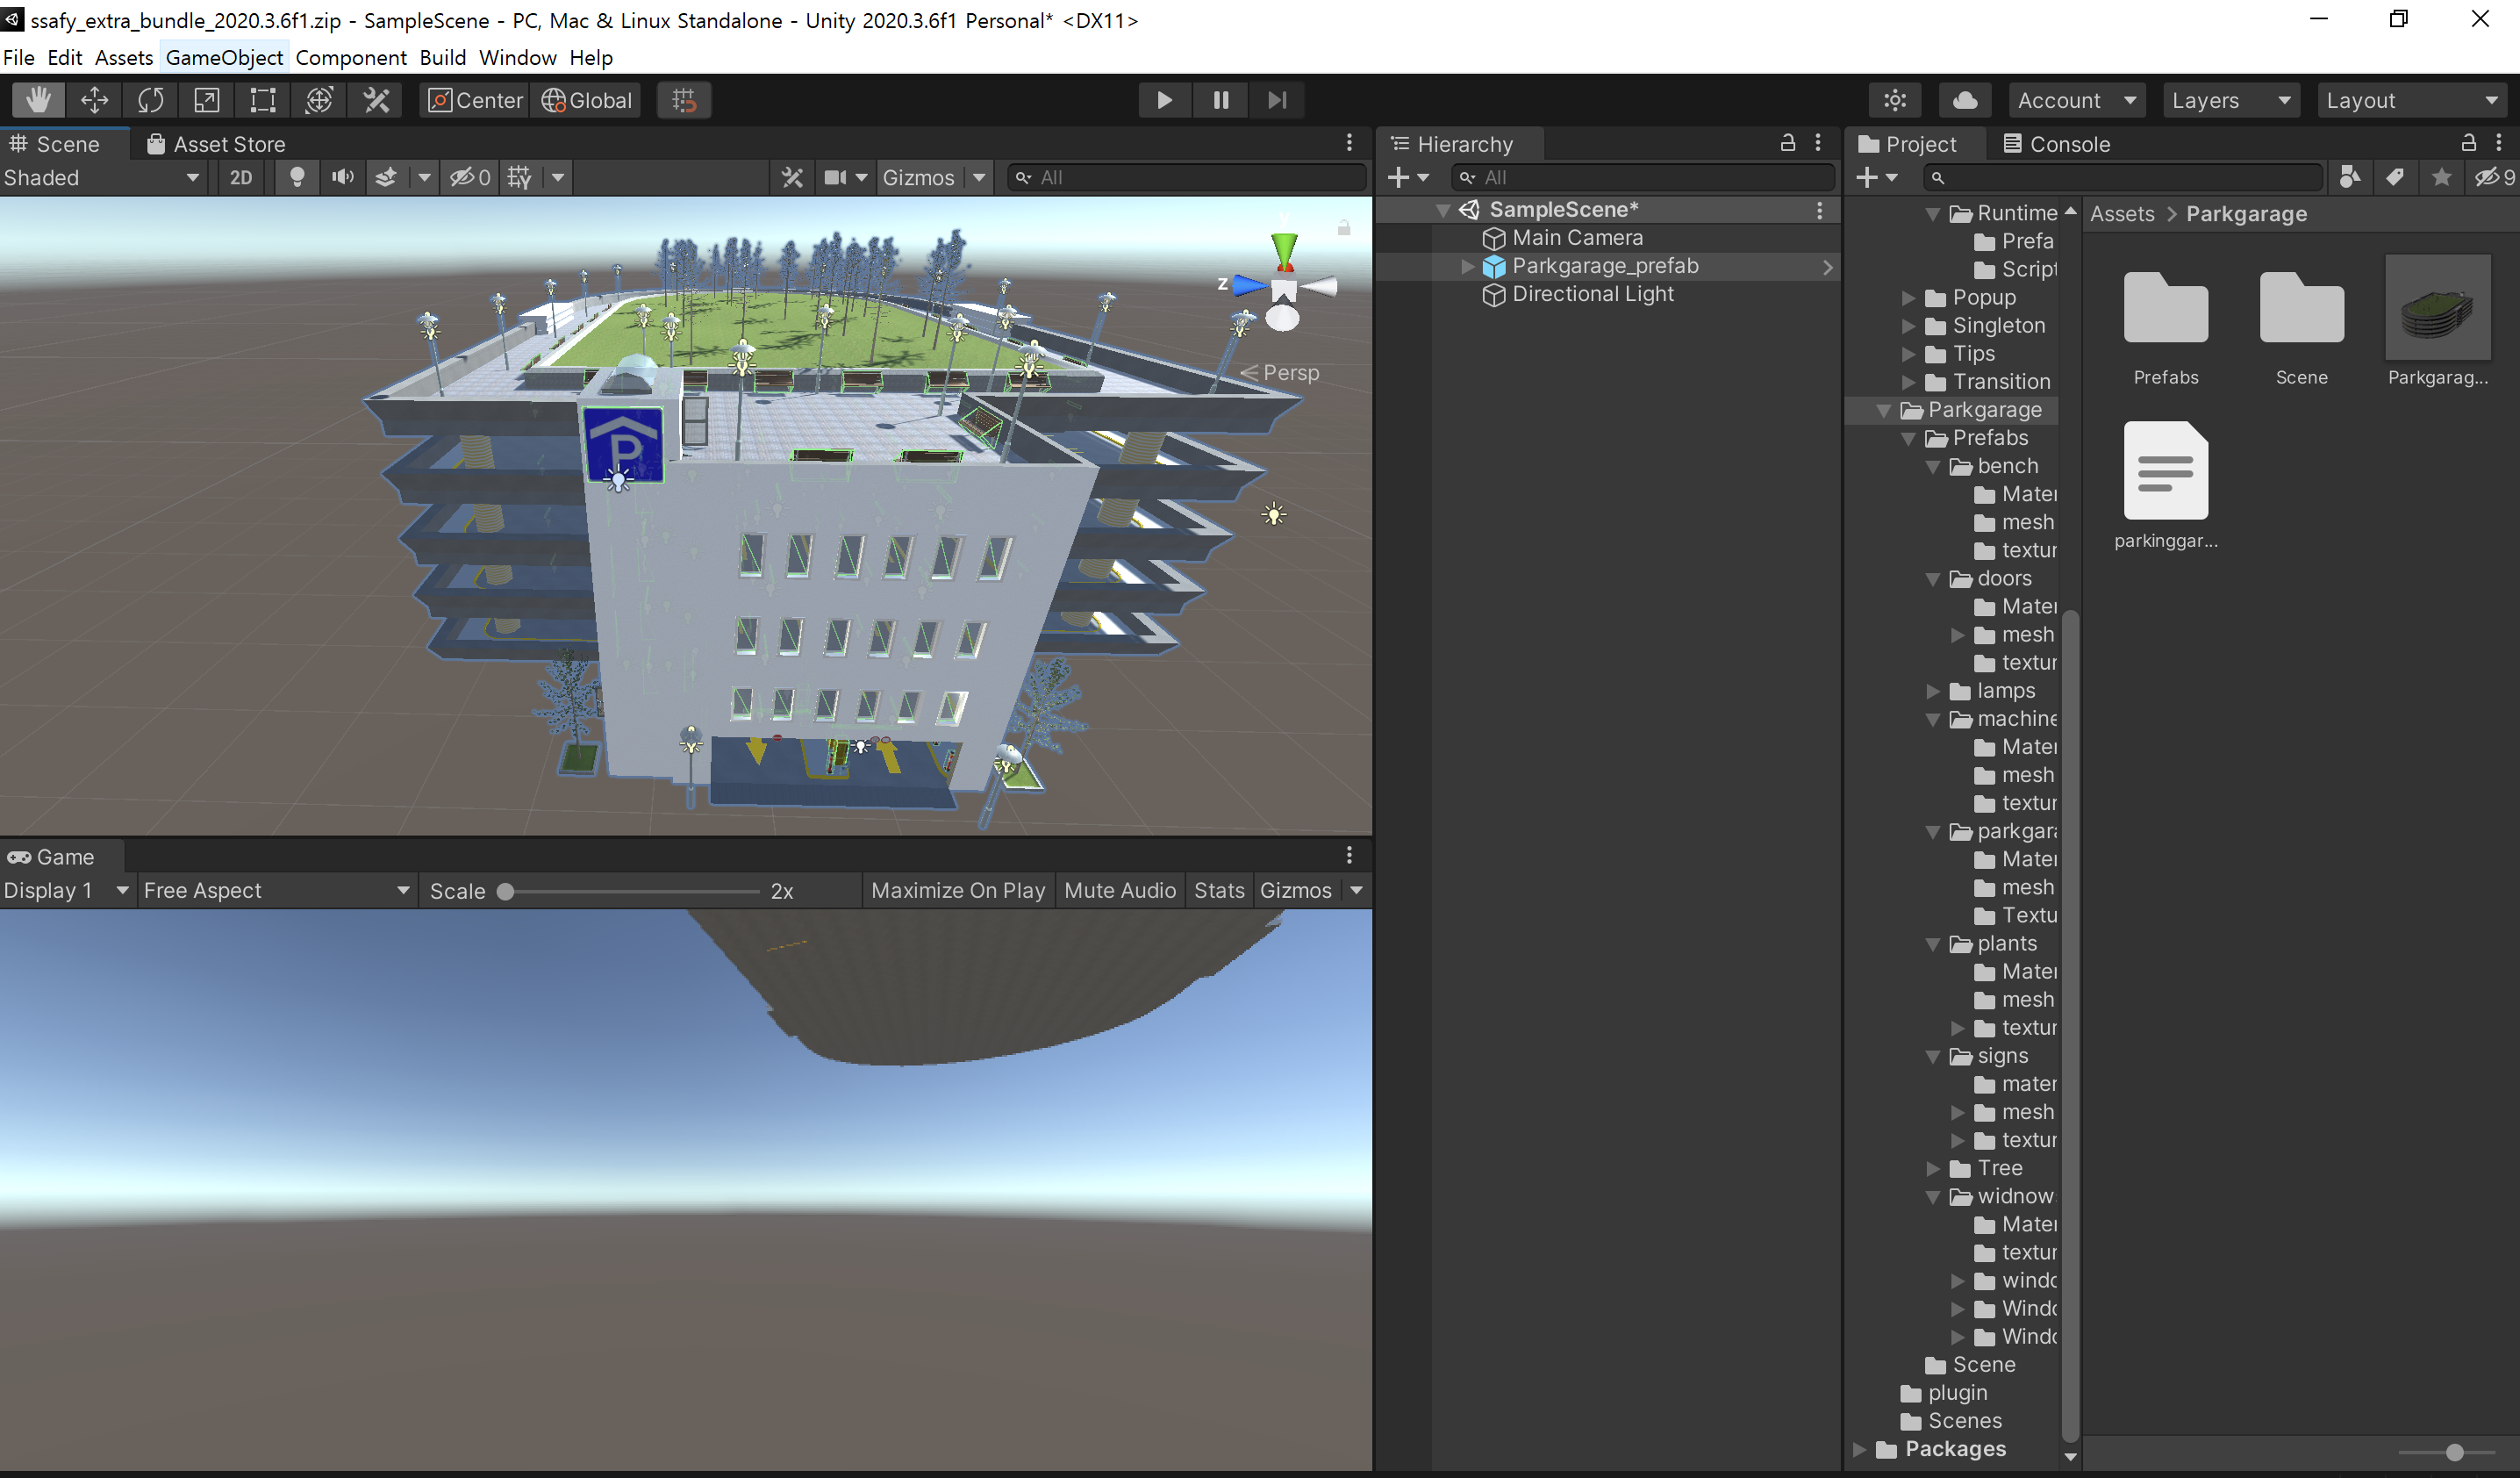 ssafy_extra_bundle_2020.3.6f1.zip - SampleScene - PC, Mac & Linux Standalone - Unity 2020.3.6f1 Personal* <DX11>
File Edit Assets GameObject Component Build Window Help
Center Global Account Layers Layout
Scene Asset Store
Shaded 2D 0 Gizmos All
y
z
Persp
P
Game
Display 1 Free Aspect Scale 2x Maximize On Play Mute Audio Stats Gizmos
Hierarchy
All
SampleScene*
Main Camera
Parkgarage_prefab
Directional Light
Project Console
9
Runtime
Prefa
Script
Popup
Singleton
Tips
Transition
Parkgarage
Prefabs
bench
Mater
mesh
textur
doors
Mater
mesh
textur
lamps
machine
Mater
mesh
textur
parkgara
Mater
mesh
Textu
plants
Mater
mesh
textur
signs
mater
mesh
textur
Tree
widnow
Mater
textur
windo
Windo
Windo
Scene
plugin
Scenes
Packages
Assets > Parkgarage
Prefabs
Scene
Parkgarag...
parkinggar...